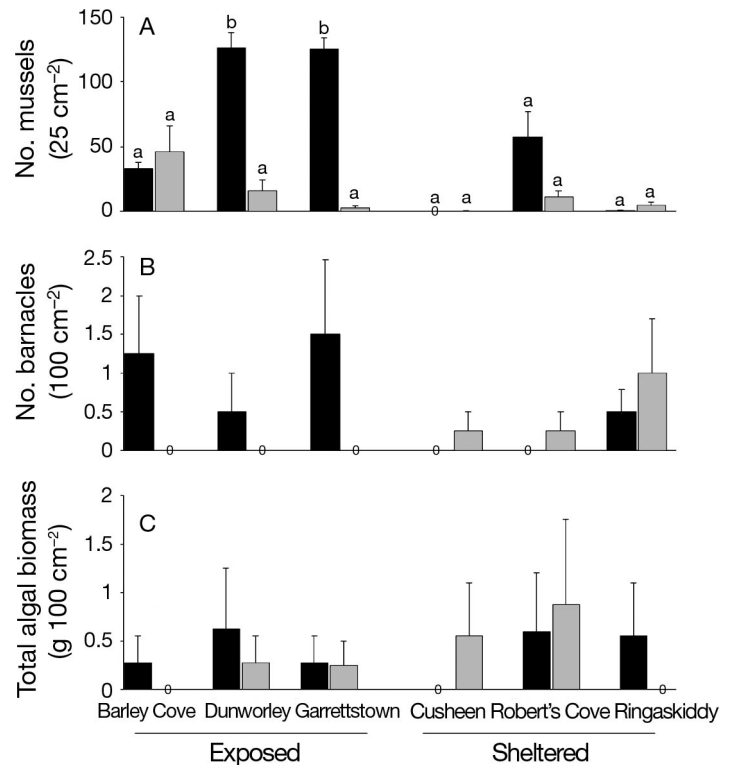 A
No. mussels
(25 cm⁻²)
150
100
50
0
a a
b
a
b
a
a a
0
a
a
a a
B
No. barnacles
(100 cm⁻²)
2.5
2
1.5
1
0.5
0
0 0 0 0 0
C
Total algal biomass
(g 100 cm⁻²)
2
1.5
1
0.5
0
0 0 0
Barley Cove Dunworley Garrettstown Cusheen Robert's Cove Ringaskiddy
Exposed Sheltered